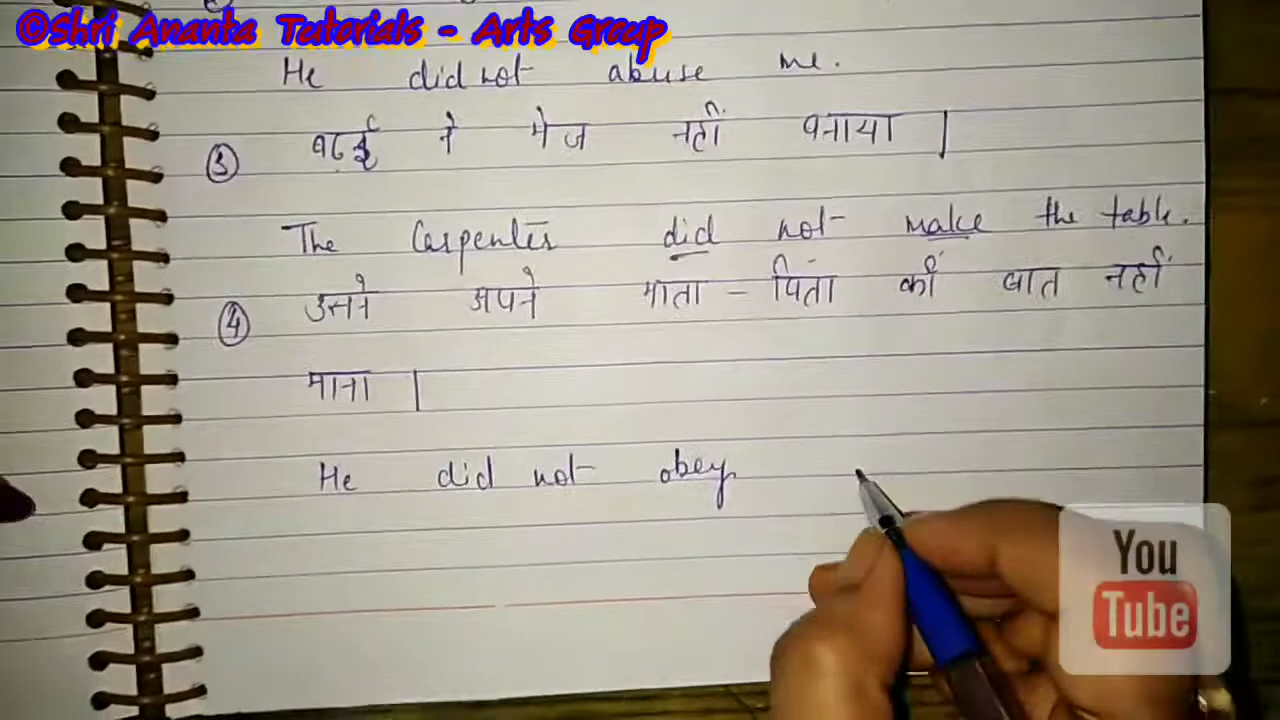 ©Shri Ananta Tutorials - Arts Group
He did not abuse me.
③ बढ़ई ने मेज नहीं बनाया |
The Carpenter did not make the table.
④ उसने अपने माता - पिता की बात नहीं
माना |
He did not obey
You
Tube